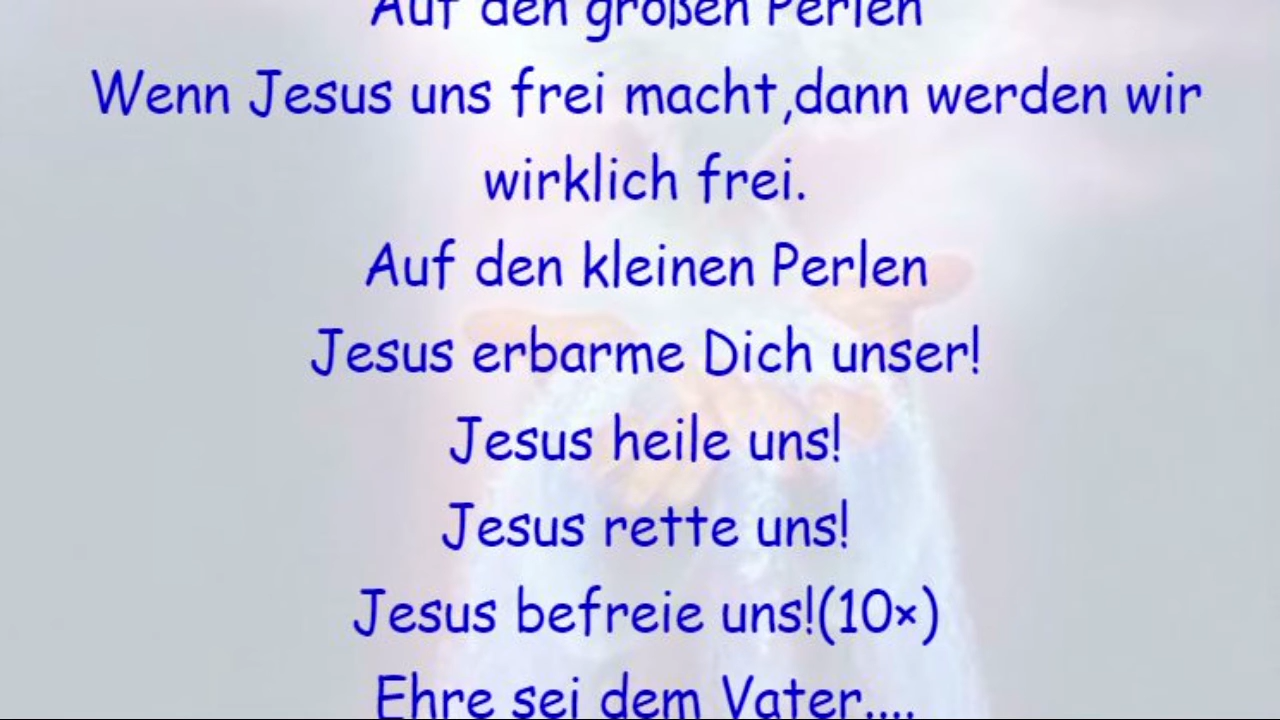 Auf den großen Perlen
Wenn Jesus uns frei macht,dann werden wir
wirklich frei.
Auf den kleinen Perlen
Jesus erbarme Dich unser!
Jesus heile uns!
Jesus rette uns!
Jesus befreie uns!(10×)
Ehre sei dem Vater....